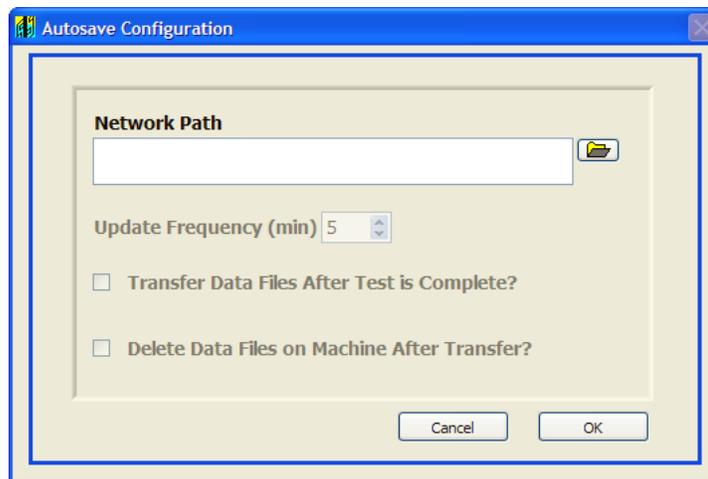 Autosave Configuration
Network Path
Update Frequency (min) 5
Transfer Data Files After Test is Complete?
Delete Data Files on Machine After Transfer?
Cancel OK